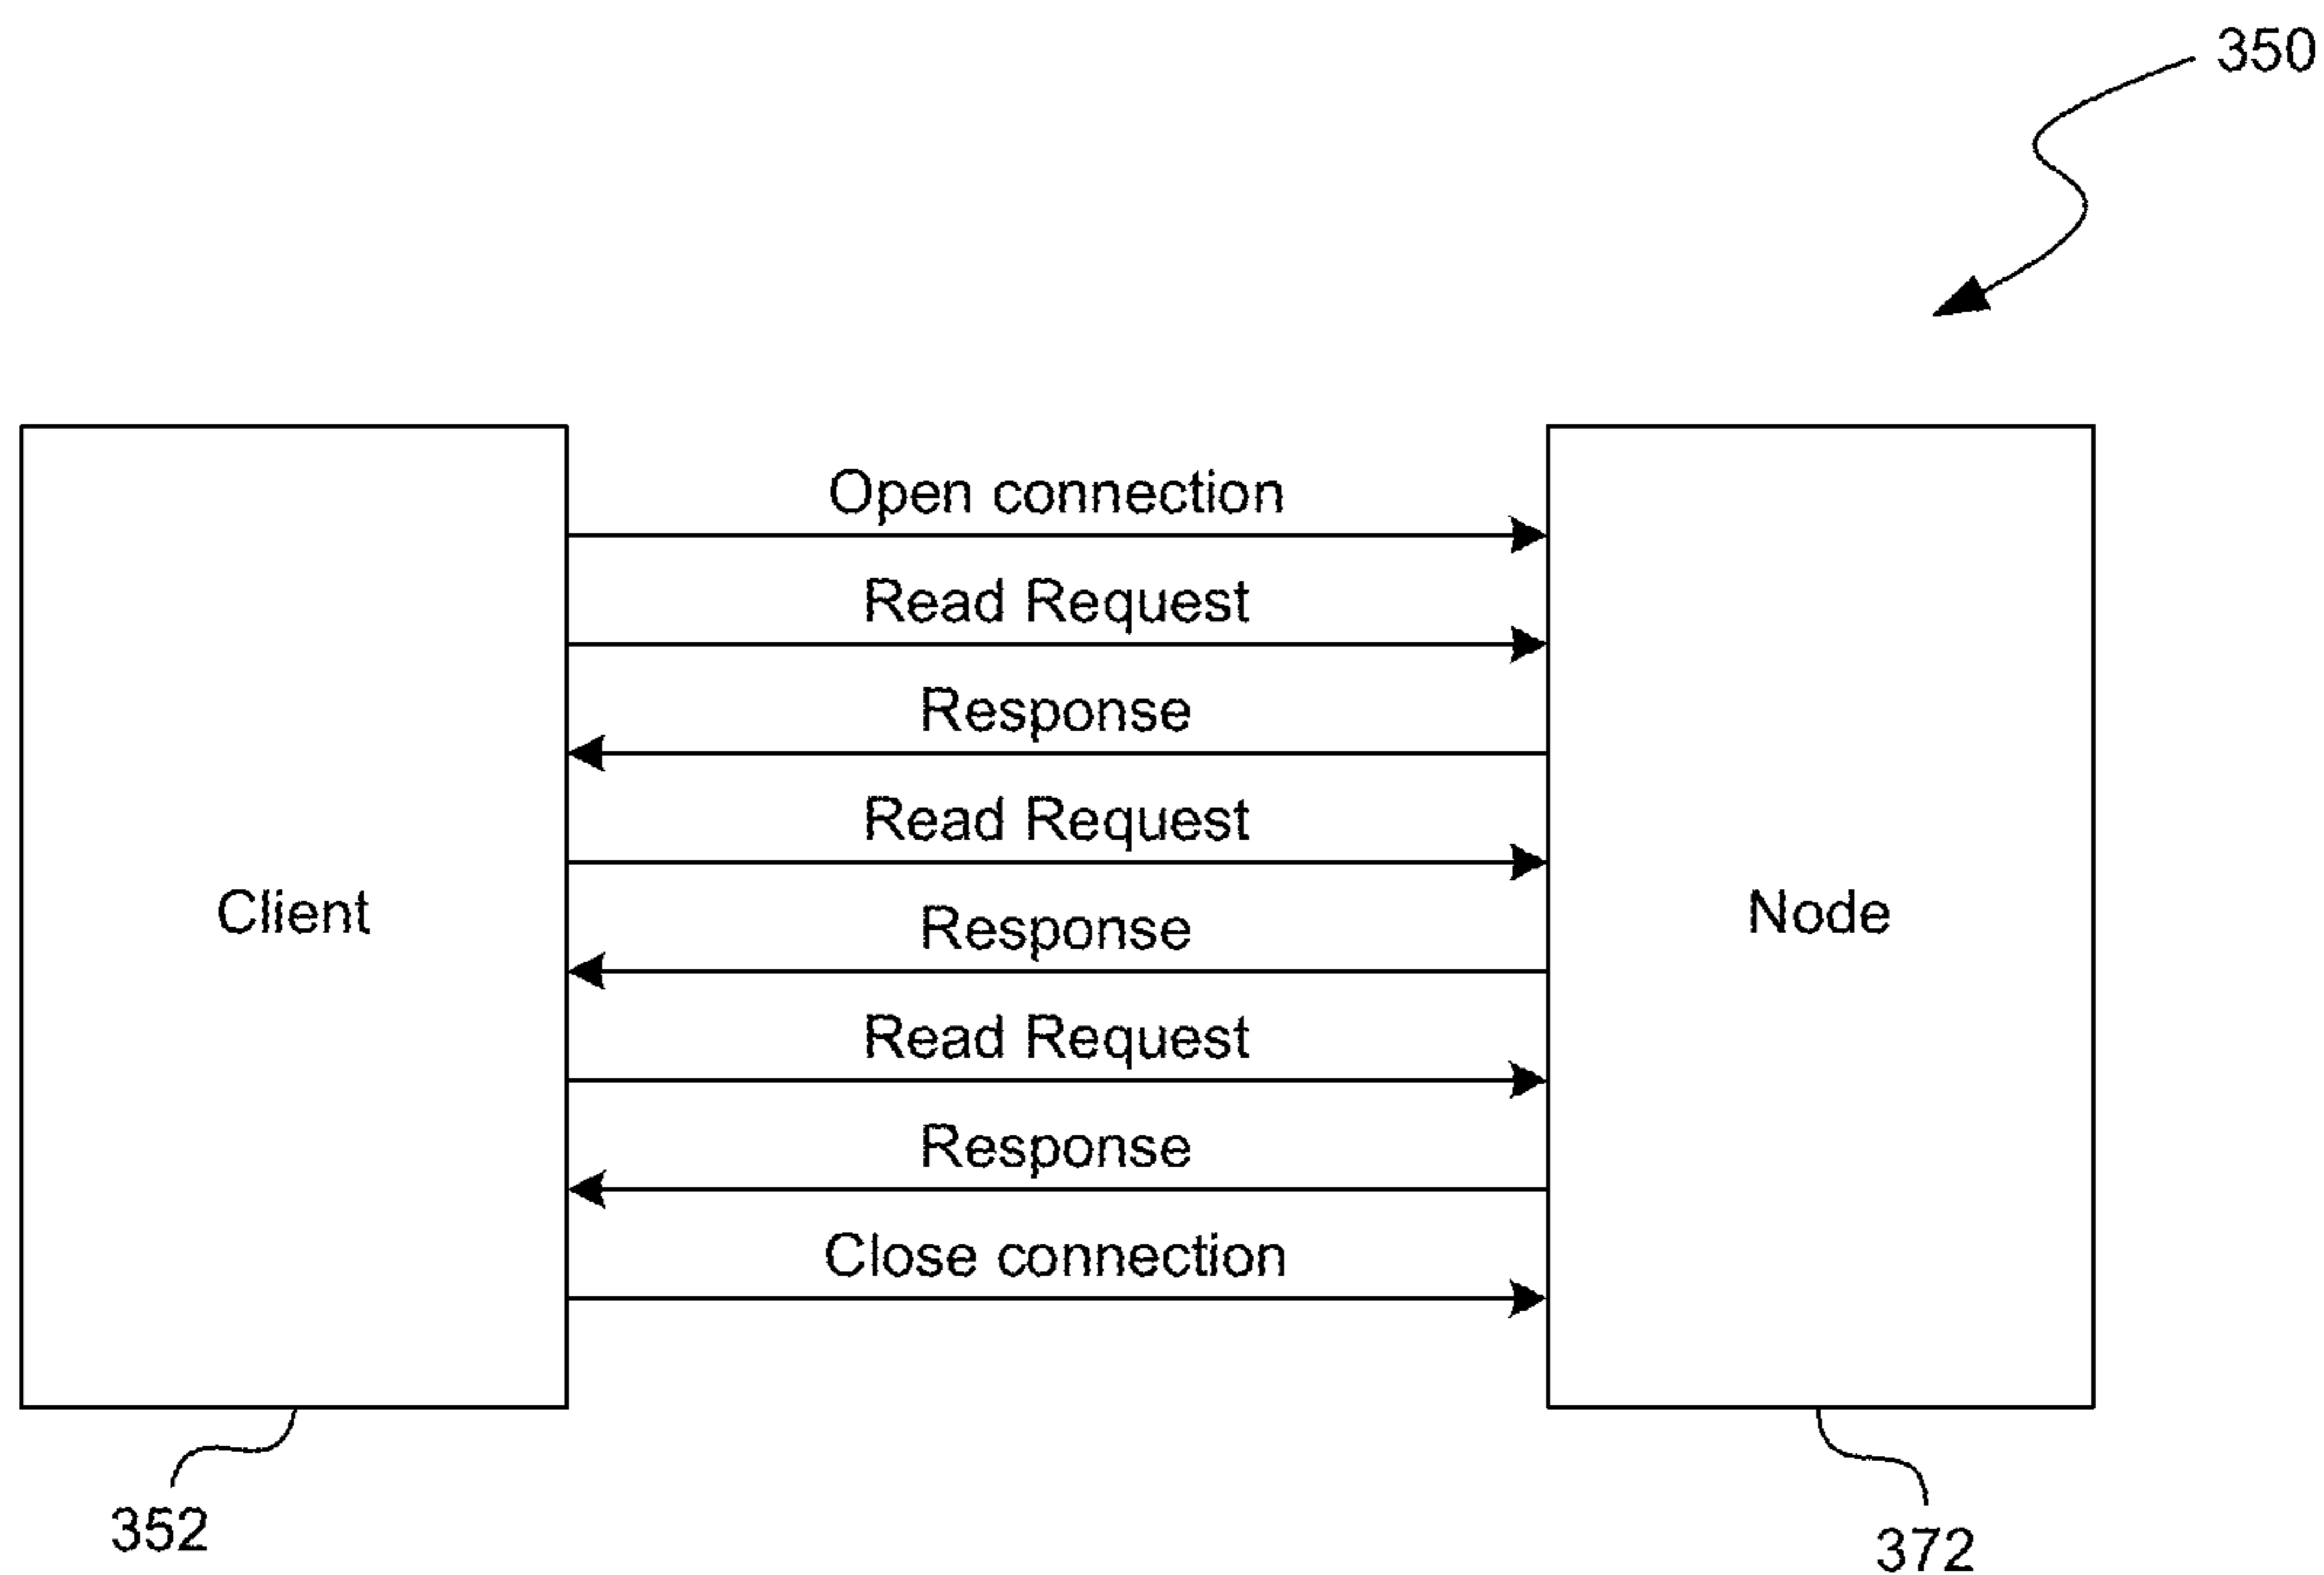 350
Open connection
Read Request
Response
Read Request
Client
Response
Node
Read Request
Response
Close connection
352
372